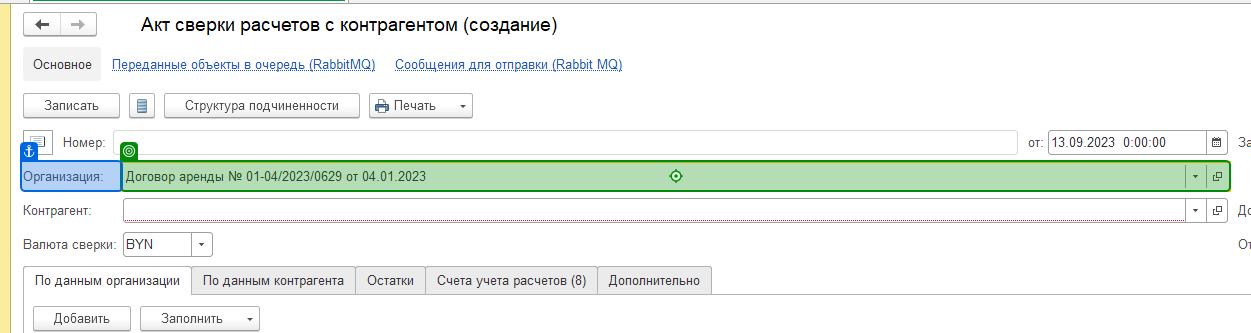 Акт сверки расчетов с контрагентом (создание)
Основное Переданные объекты в очередь (RabbitMQ) Сообщения для отправки (Rabbit MQ)
Записать Структура подчиненности Печать
Номер: от: 13.09.2023 0:00:00 За
Организация: Договор аренды № 01-04/2023/0629 от 04.01.2023
Контрагент: До
Валюта сверки: BYN От
По данным организации По данным контрагента Остатки Счета учета расчетов (8) Дополнительно
Добавить Заполнить